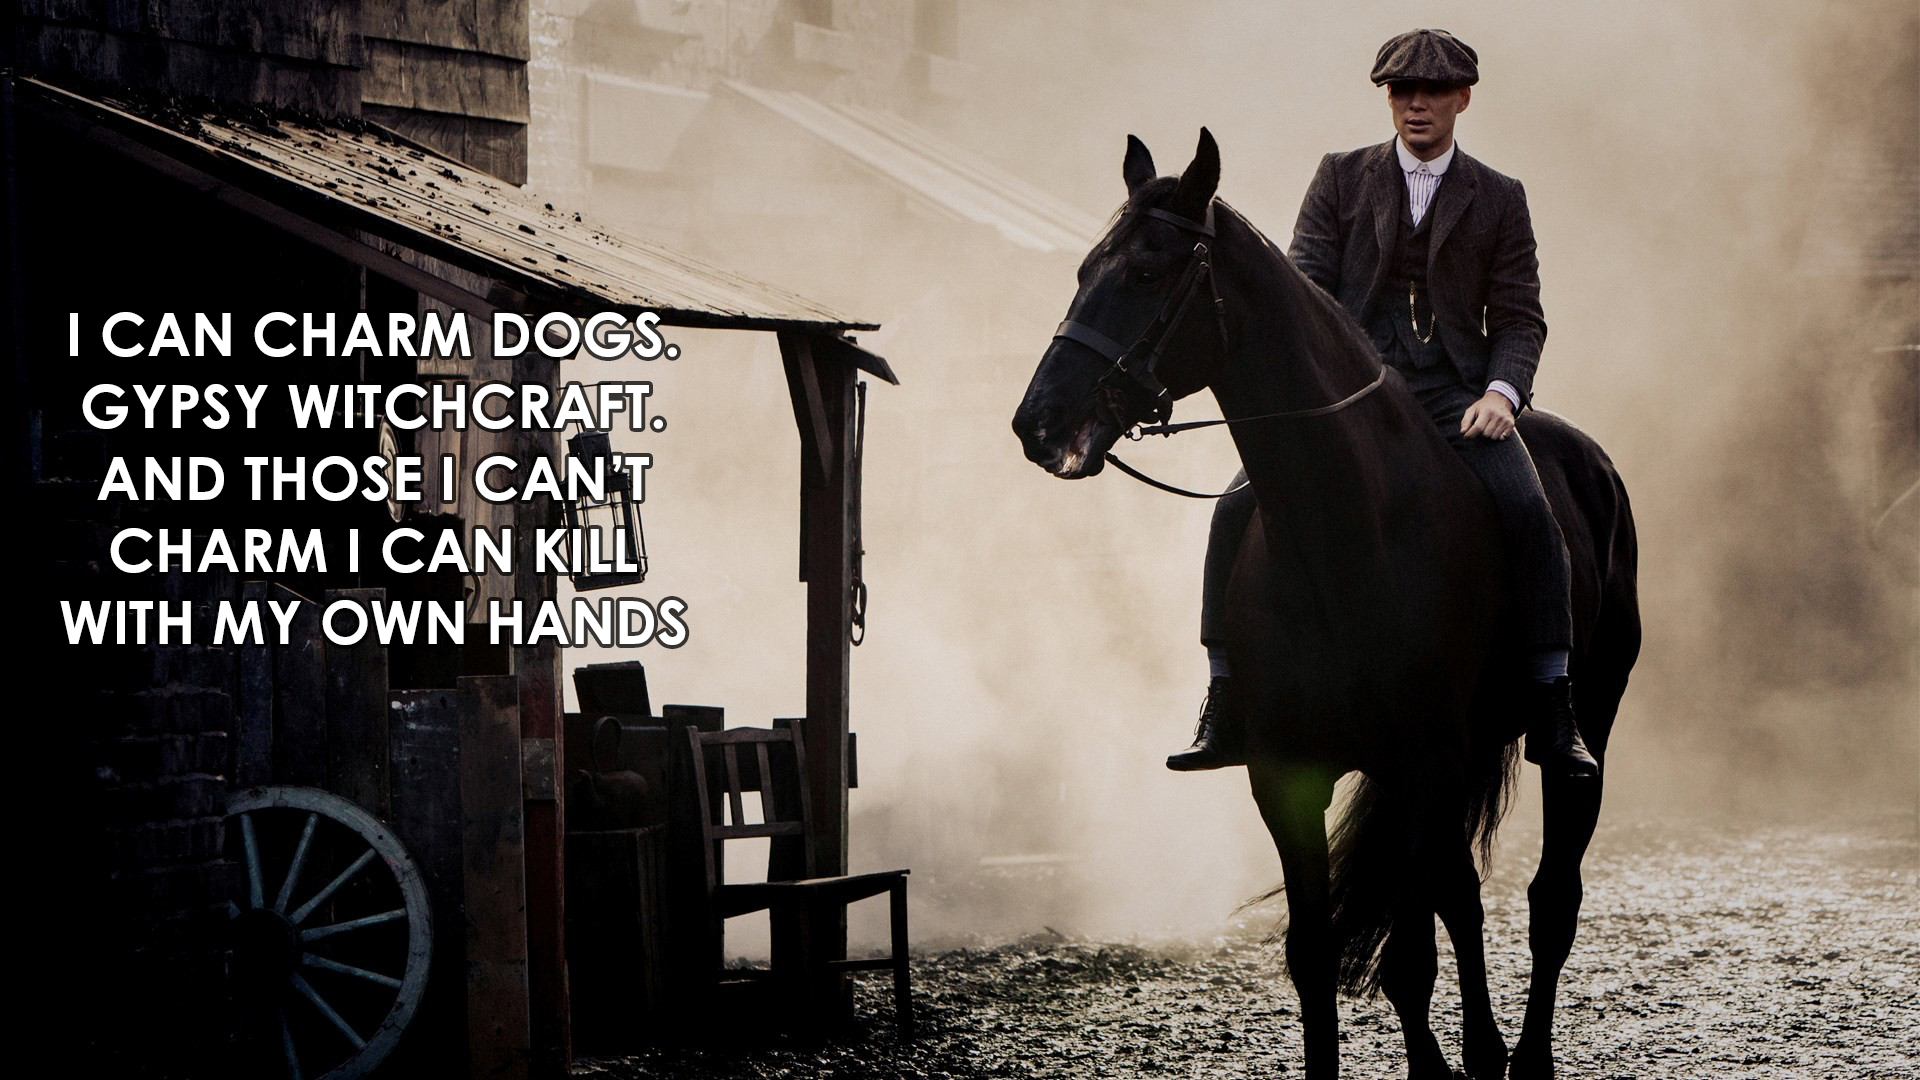 I CAN CHARM DOGS.
GYPSY WITCHCRAFT.
AND THOSE I CAN'T
CHARM I CAN KILL
WITH MY OWN HANDS